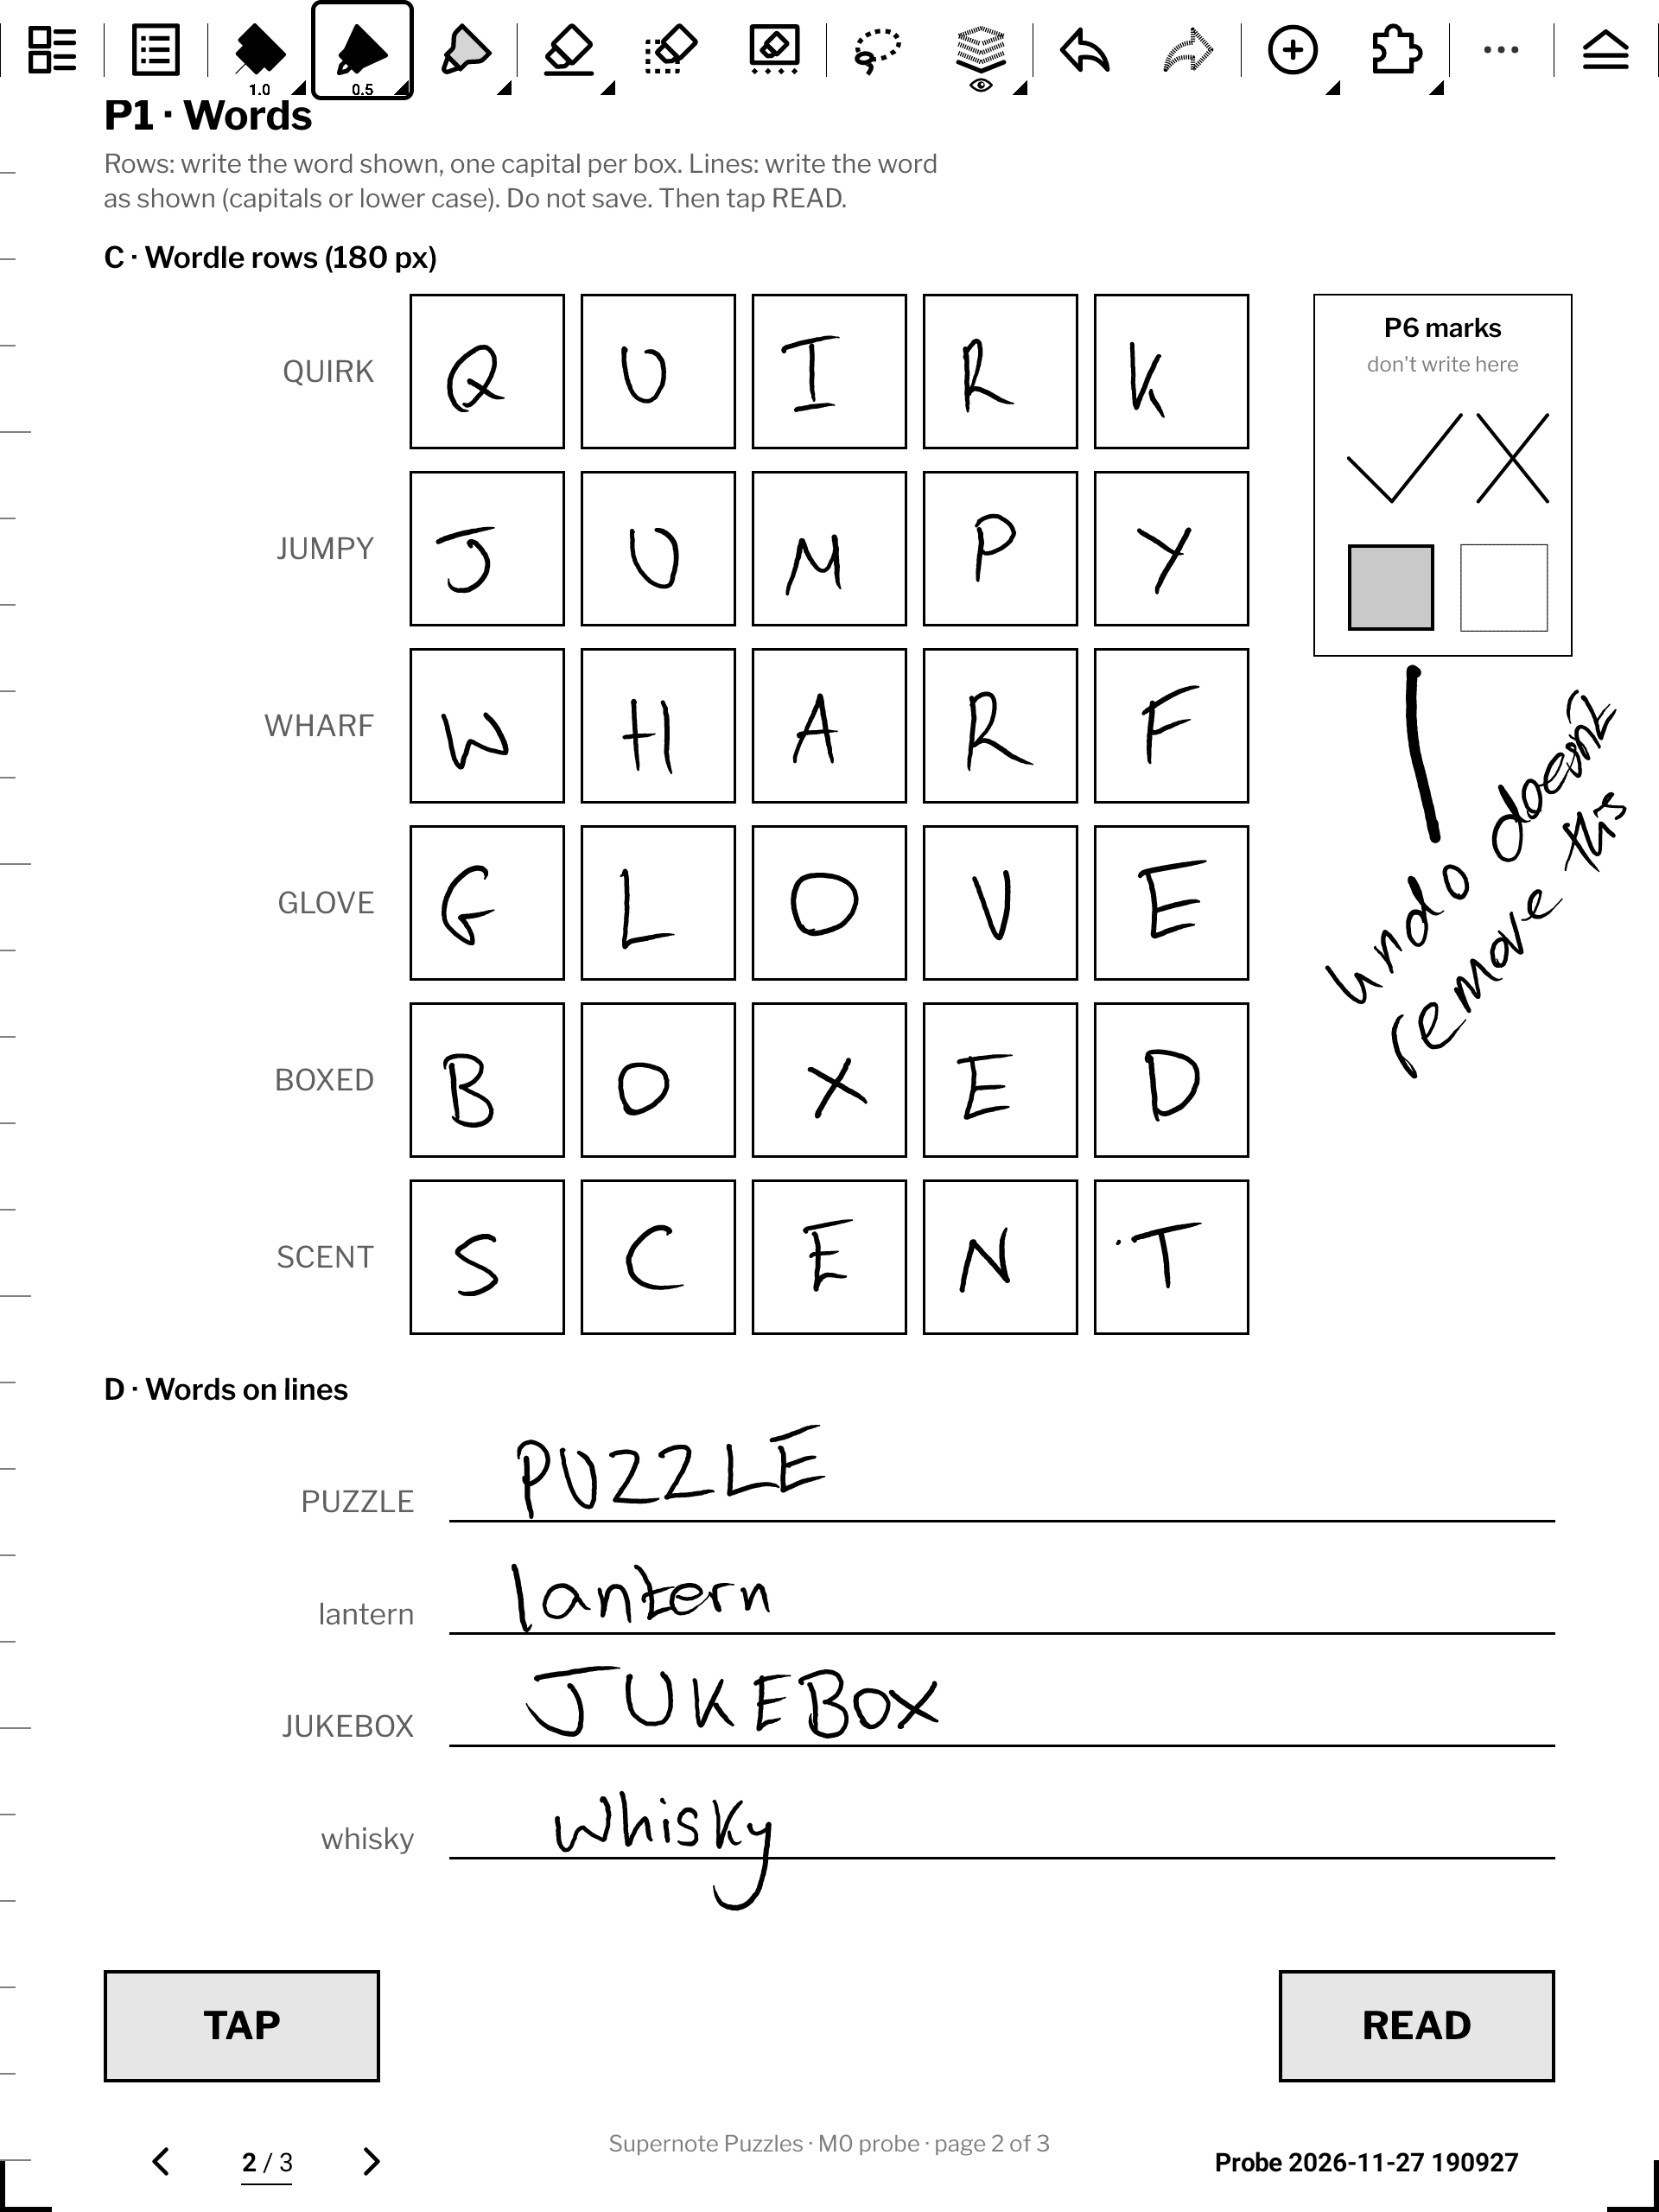 1.0 0.5
P1 · Words
Rows: write the word shown, one capital per box. Lines: write the word
as shown (capitals or lower case). Do not save. Then tap READ.
C · Wordle rows (180 px)
QUIRK Q U I R K
P6 marks
don't write here
JUMPY J U M P Y
WHARF W H A R F
GLOVE G L O V E
undo doesn't
remove this
BOXED B O X E D
SCENT S C E N T
D · Words on lines
PUZZLE PUZZLE
lantern lantern
JUKEBOX JUKEBOX
whisky whisky
TAP READ
2 / 3
Supernote Puzzles · M0 probe · page 2 of 3
Probe 2026-11-27 190927